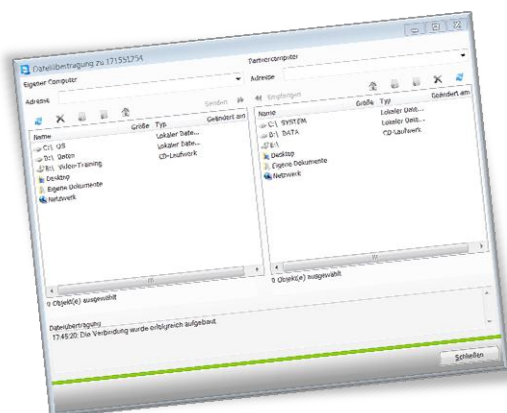 Dateiübertragung zu 171551754
Eigener Computer
Adresse
Senden
Name Größe Typ Geändert am
C:\ OS Lokaler Date...
D:\ Daten Lokaler Date...
Video-Training CD-Laufwerk
Desktop
Eigene Dokumente
Netzwerk
0 Objekt(e) ausgewählt
Partnercomputer
Adresse
Empfangen
Name Größe Typ Geändert am
C:\ SYSTEM Lokaler Date...
DATA Lokaler Date...
E:\ CD-Laufwerk
Desktop
Eigene Dokumente
Netzwerk
0 Objekt(e) ausgewählt
Dateiübertragung
17:45:20: Die Verbindung wurde erfolgreich aufgebaut
Schließen